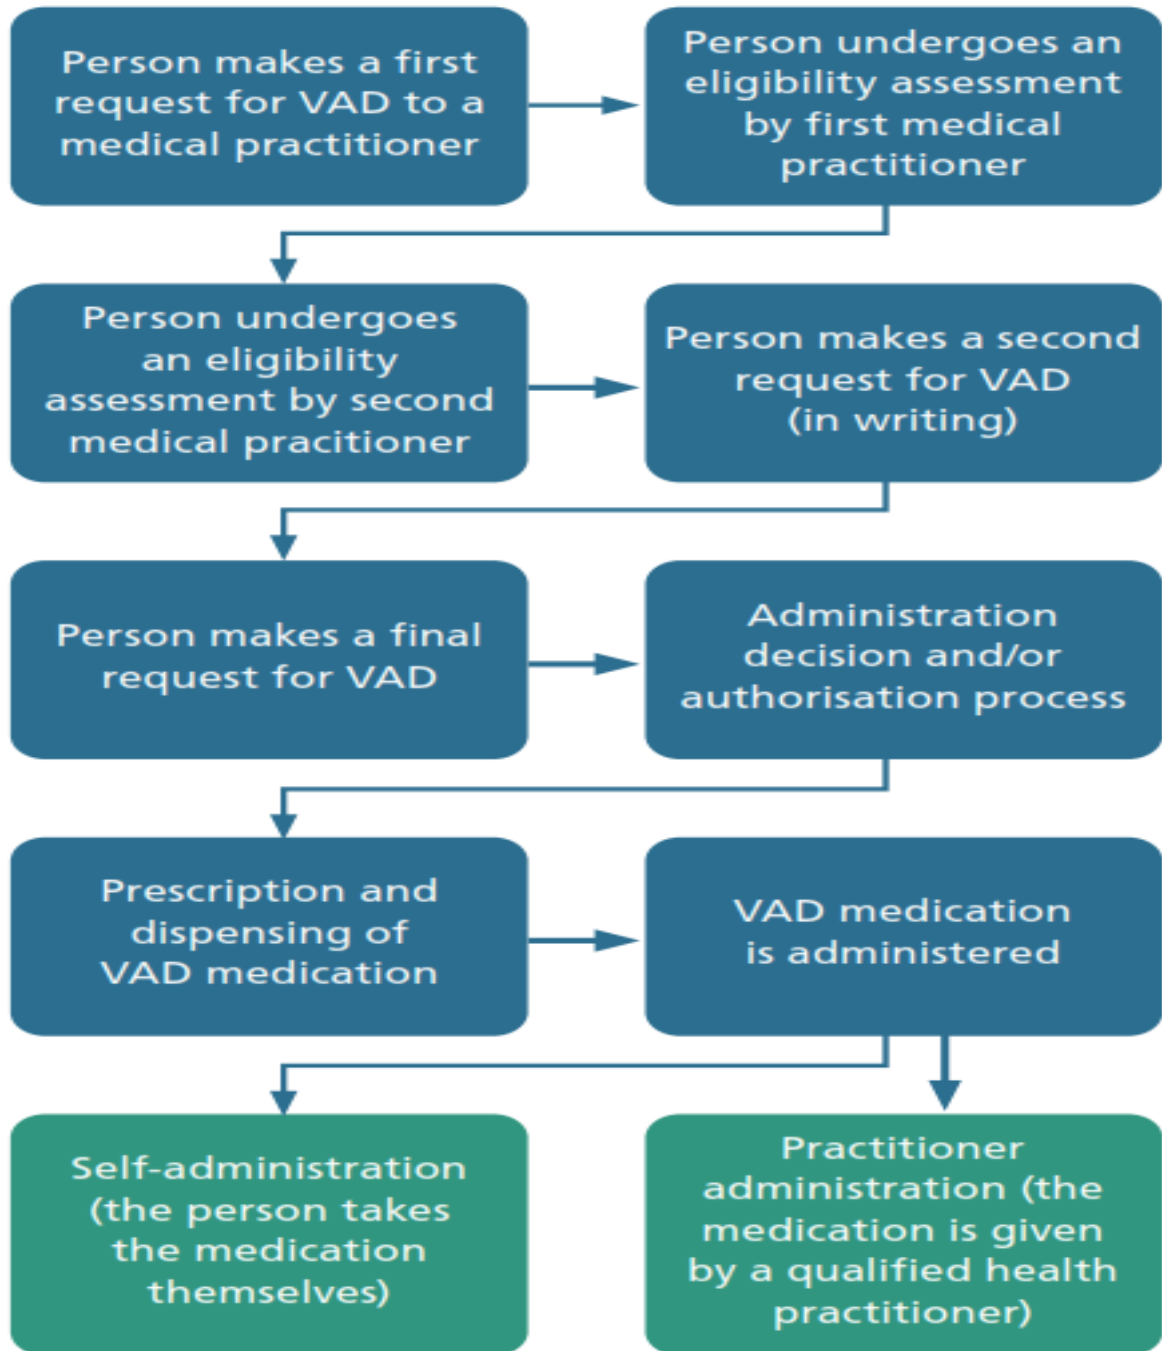 Person makes a first
request for VAD to a
medical practitioner
Person undergoes an
eligibility assessment
by first medical
practitioner
Person undergoes
an eligibility
assessment by second
medical pracitioner
Person makes a second
request for VAD
(in writing)
Person makes a final
request for VAD
Administration
decision and/or
authorisation process
Prescription and
dispensing of
VAD medication
VAD medication
is administered
Self-administration
(the person takes
the medication
themselves)
Practitioner
administration (the
medication is given
by a qualified health
practitioner)